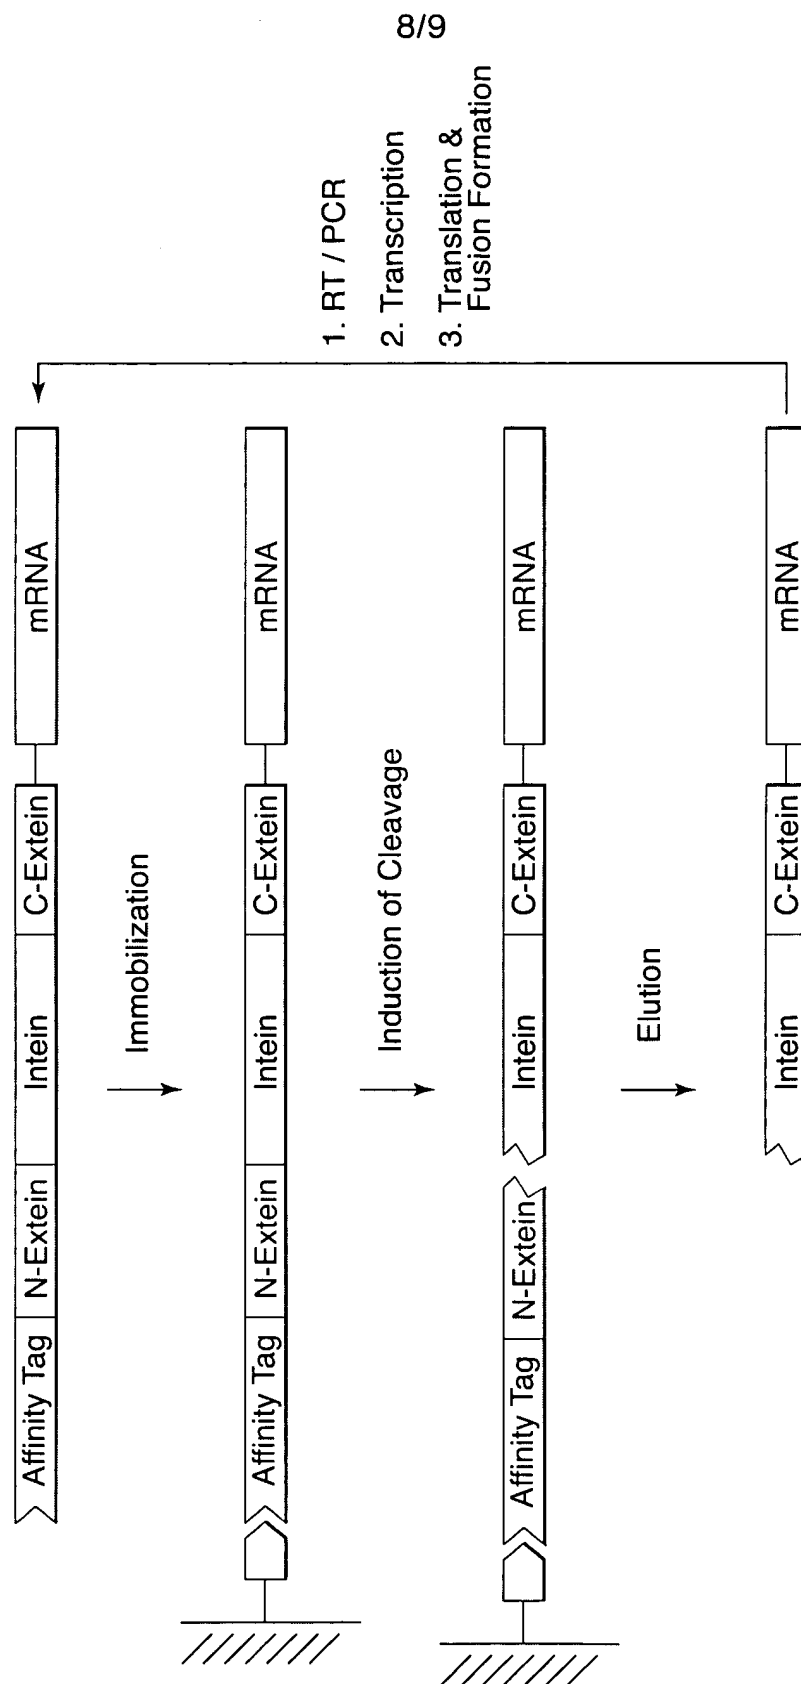 8/9
Affinity Tag N-Extein Intein C-Extein mRNA
Immobilization
Affinity Tag N-Extein Intein C-Extein mRNA
Induction of Cleavage
Affinity Tag N-Extein Intein C-Extein mRNA
Elution
Intein C-Extein mRNA
1. RT / PCR
2. Transcription
3. Translation &
Fusion Formation